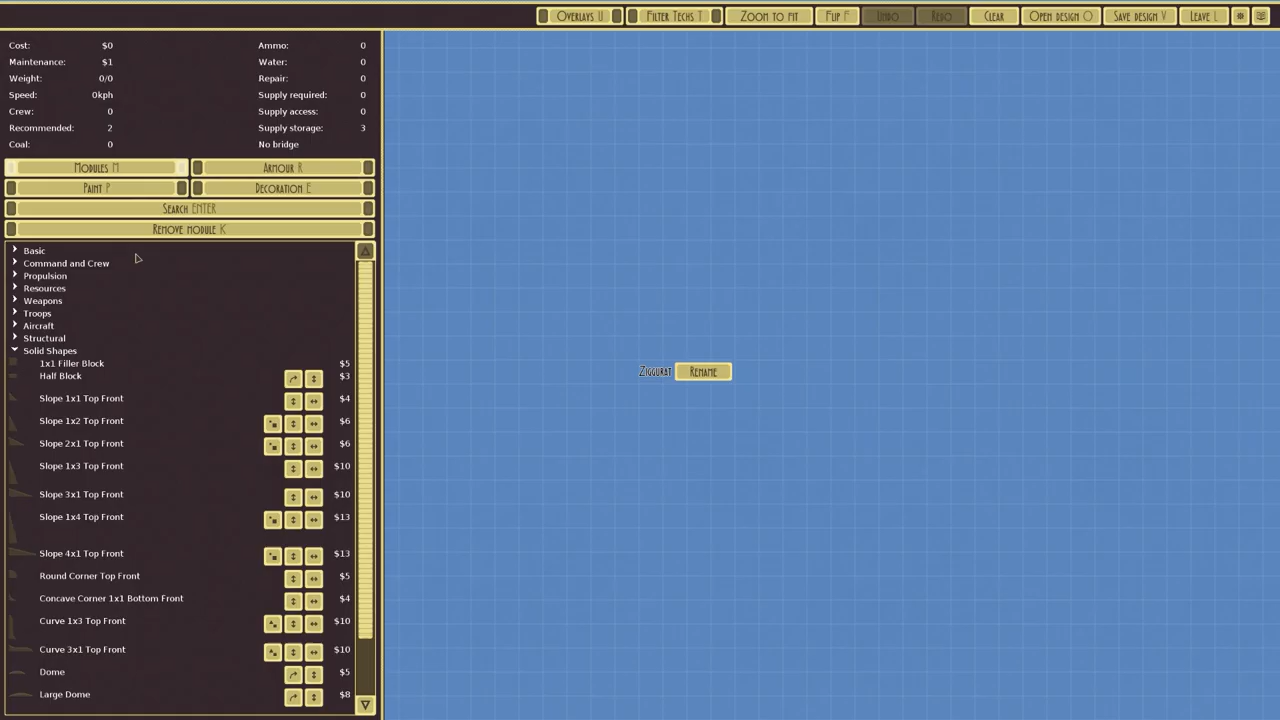 Overlays U
Filter Techs T
Zoom to fit
Flip F
Undo
Redo
Clear
Open design O
Save design V
Leave L
Cost: $0
Maintenance: $1
Weight: 0/0
Speed: 0kph
Crew: 0
Recommended: 2
Coal: 0
Ammo: 0
Water: 0
Repair: 0
Supply required: 0
Supply access: 0
Supply storage: 3
No bridge
Modules M
Armour R
Paint P
Decoration E
Search ENTER
Remove module K
Basic
Command and Crew
Propulsion
Resources
Weapons
Troops
Aircraft
Structural
Solid Shapes
1x1 Filler Block $5
Half Block $3
Slope 1x1 Top Front $4
Slope 1x2 Top Front $6
Slope 2x1 Top Front $6
Slope 1x3 Top Front $10
Slope 3x1 Top Front $10
Slope 1x4 Top Front $13
Slope 4x1 Top Front $13
Round Corner Top Front $5
Concave Corner 1x1 Bottom Front $4
Curve 1x3 Top Front $10
Curve 3x1 Top Front $10
Dome $5
Large Dome $8
Ziggurat Rename